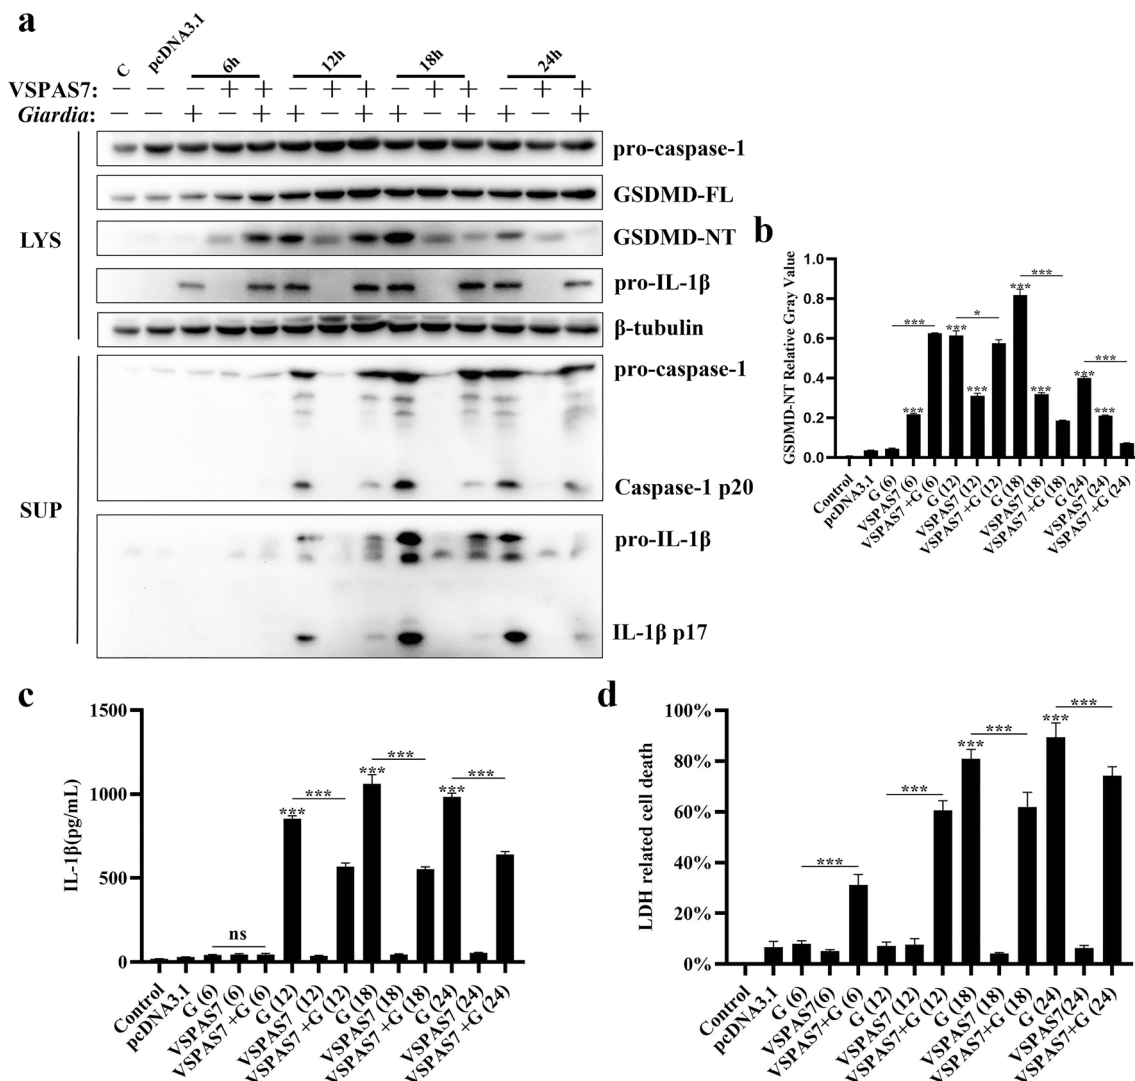 a
C
pcDNA3.1
6h
12h
18h
24h
VSPAS7: − − − + + − + + − + + − + +
Giardia: − − + − + + − + + − + + − +
LYS
pro-caspase-1
GSDMD-FL
GSDMD-NT
pro-IL-1β
β-tubulin
SUP
pro-caspase-1
Caspase-1 p20
pro-IL-1β
IL-1β p17
b
GSDMD-NT Relative Gray Value
1.0
0.8
0.6
0.4
0.2
0.0
***
***
***
*
***
***
***
***
***
***
***
Control
pcDNA3.1
G (6)
VSPAS7 (6)
VSPAS7 +G (6)
G (12)
VSPAS7 (12)
VSPAS7 +G (12)
G (18)
VSPAS7 (18)
VSPAS7 +G (18)
G (24)
VSPAS7 (24)
VSPAS7 +G (24)
c
IL-1β(pg/mL)
1500
1000
500
0
ns
***
***
***
***
***
***
Control
pcDNA3.1
G (6)
VSPAS7 (6)
VSPAS7 +G (6)
G (12)
VSPAS7 (12)
VSPAS7 +G (12)
G (18)
VSPAS7 (18)
VSPAS7 +G (18)
G (24)
VSPAS7 (24)
VSPAS7 +G (24)
d
LDH related cell death
100%
80%
60%
40%
20%
0%
***
***
***
***
***
***
Control
pcDNA3.1
G (6)
VSPAS7(6)
VSPAS7+G (6)
G (12)
VSPAS7 (12)
VSPAS7+G (12)
G (18)
VSPAS7 (18)
VSPAS7+G (18)
G (24)
VSPAS7(24)
VSPAS7+G (24)